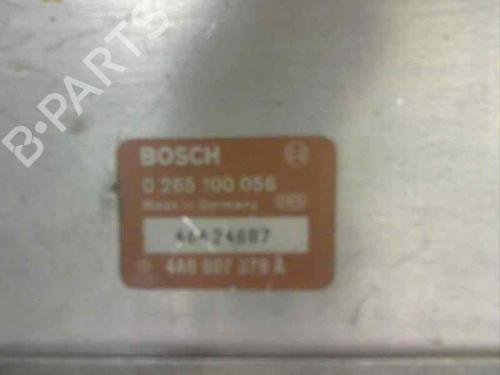 B-PARTS
BOSCH
0 265 100 056
Made in Germany
4A0 907 379 A